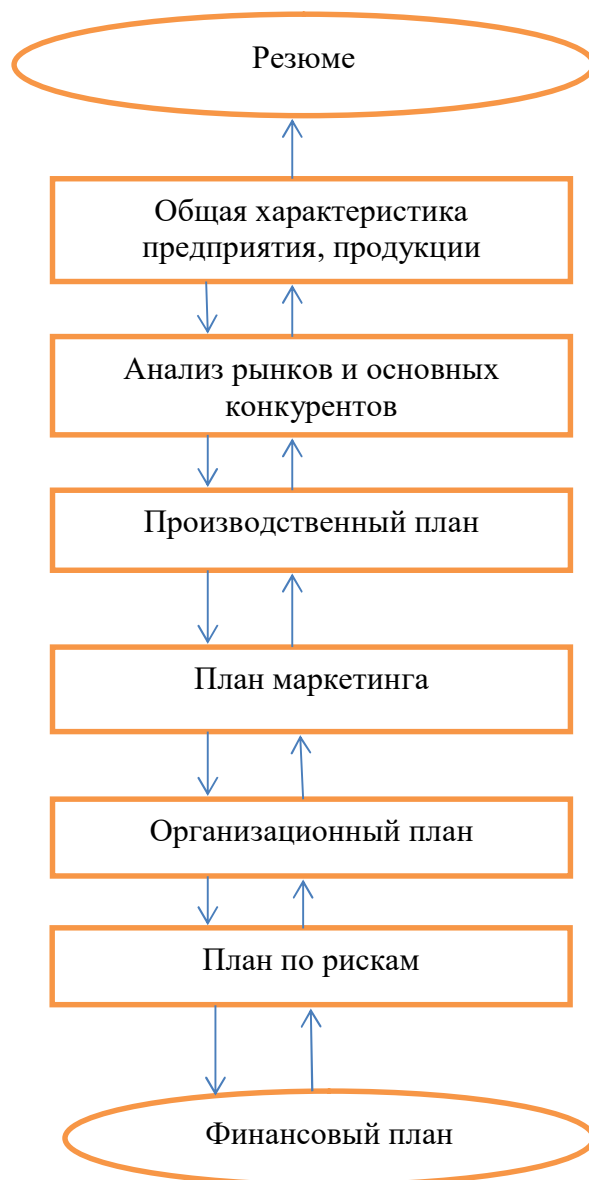 Резюме
Общая характеристика
предприятия, продукции
Анализ рынков и основных
конкурентов
Производственный план
План маркетинга
Организационный план
План по рискам
Финансовый план